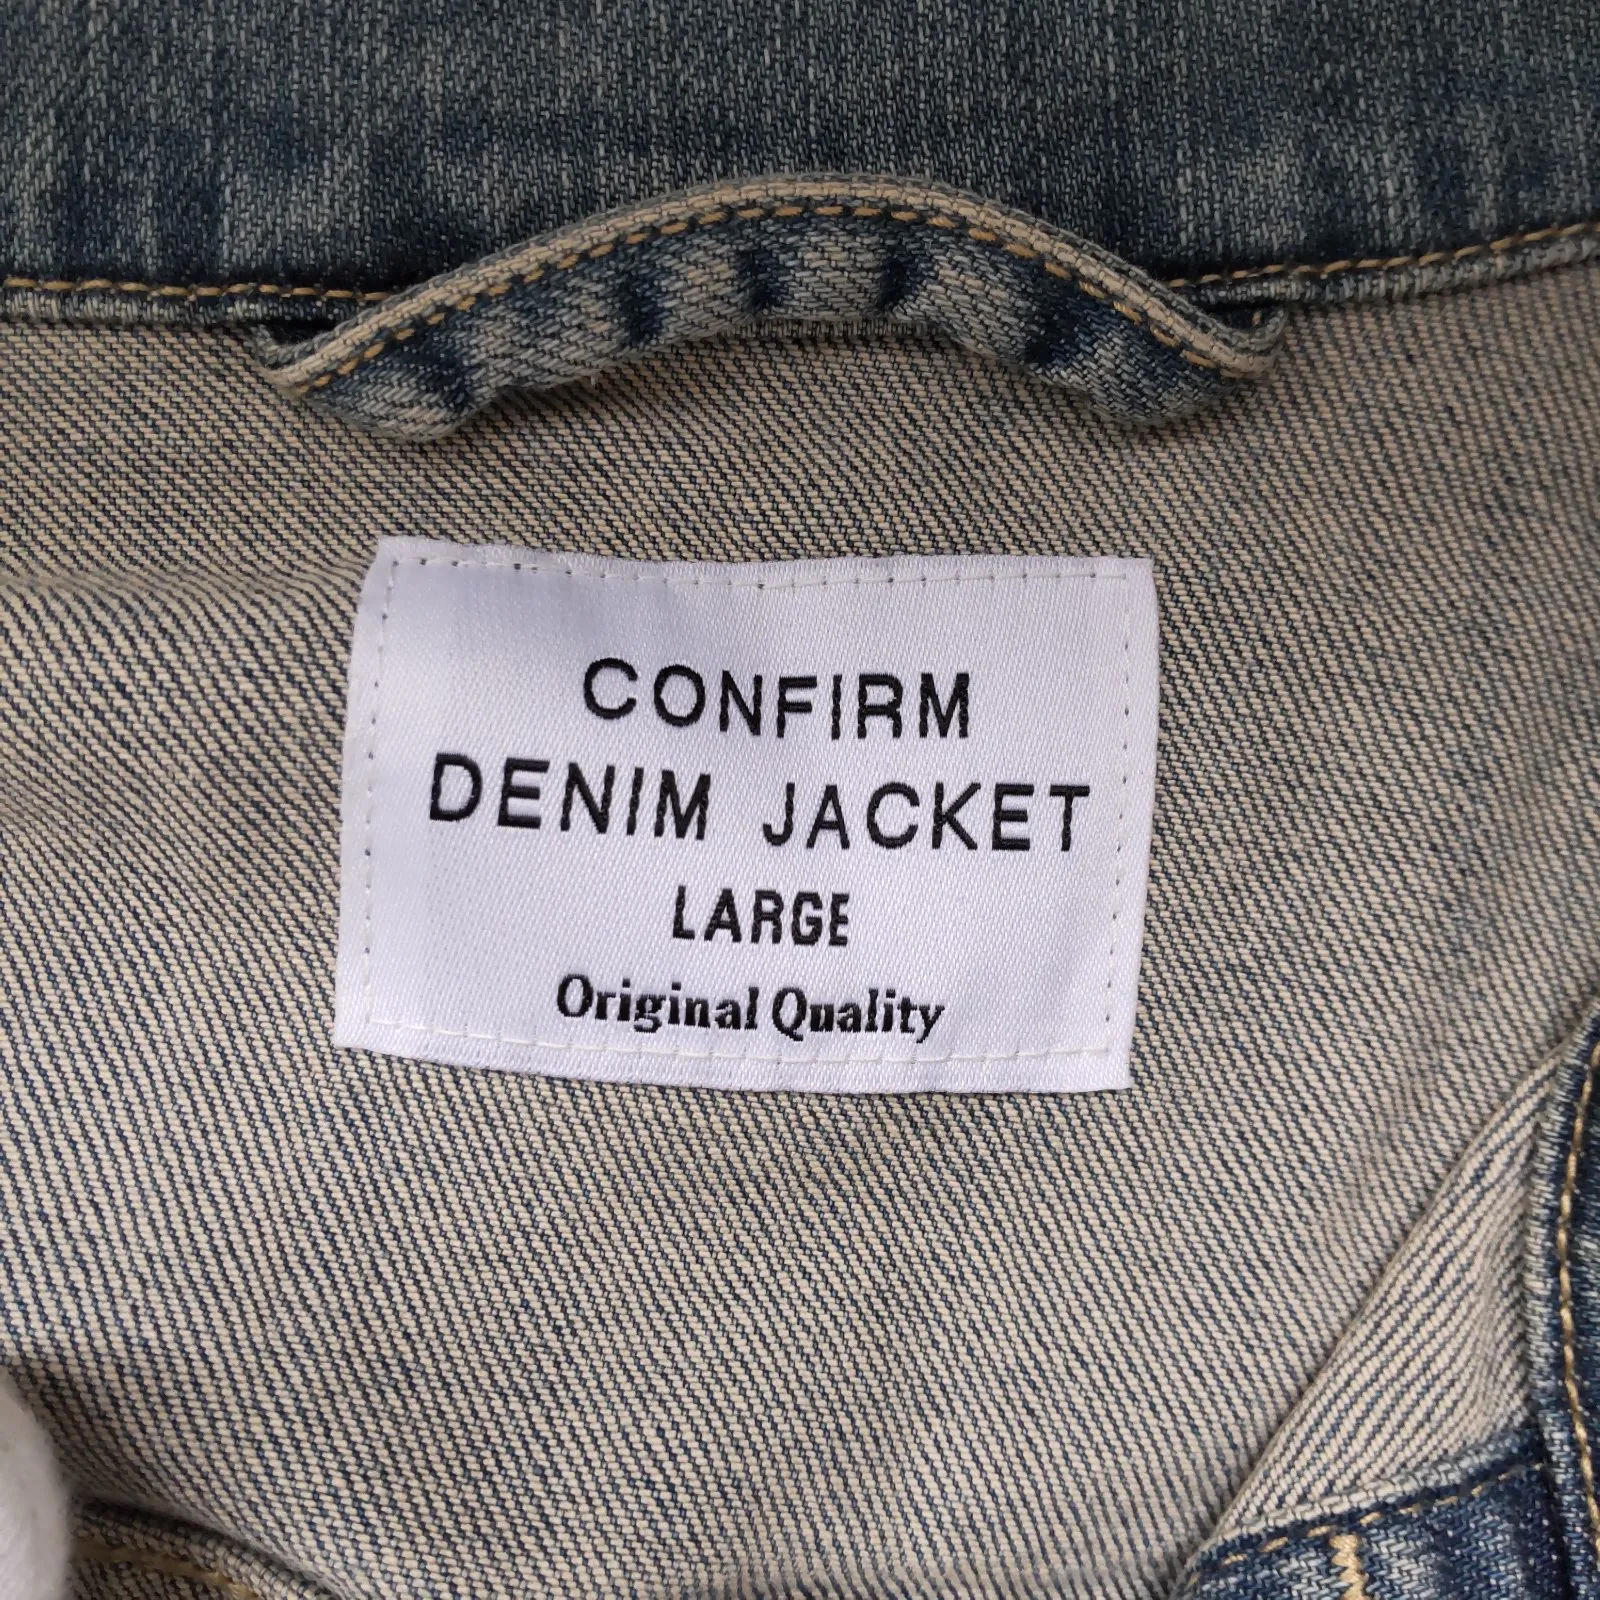 CONFIRM
DENIM JACKET
LARGE
Original Quality